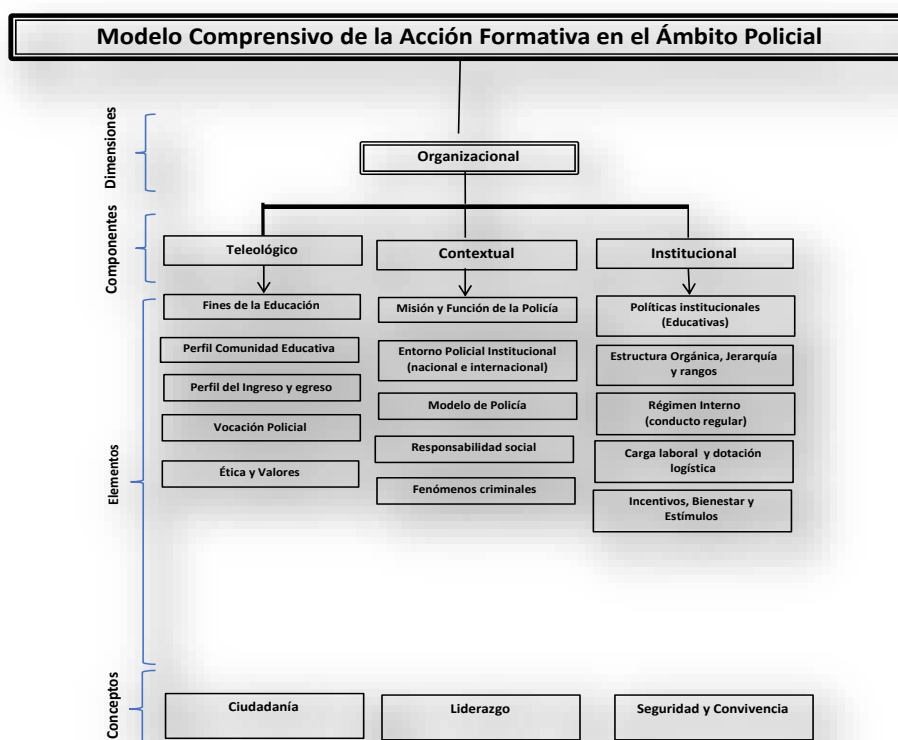 Modelo Comprensivo de la Acción Formativa en el Ámbito Policial
Dimensiones
Organizacional
Componentes
Teleológico
Contextual
Institucional
Elementos
Fines de la Educación
Perfil Comunidad Educativa
Perfil del Ingreso y egreso
Vocación Policial
Ética y Valores
Misión y Función de la Policía
Entorno Policial Institucional
(nacional e internacional)
Modelo de Policía
Responsabilidad social
Fenómenos criminales
Políticas institucionales
(Educativas)
Estructura Orgánica, Jerarquía
y rangos
Régimen Interno
(conducto regular)
Carga laboral y dotación
logística
Incentivos, Bienestar y
Estímulos
Conceptos
Ciudadanía
Liderazgo
Seguridad y Convivencia